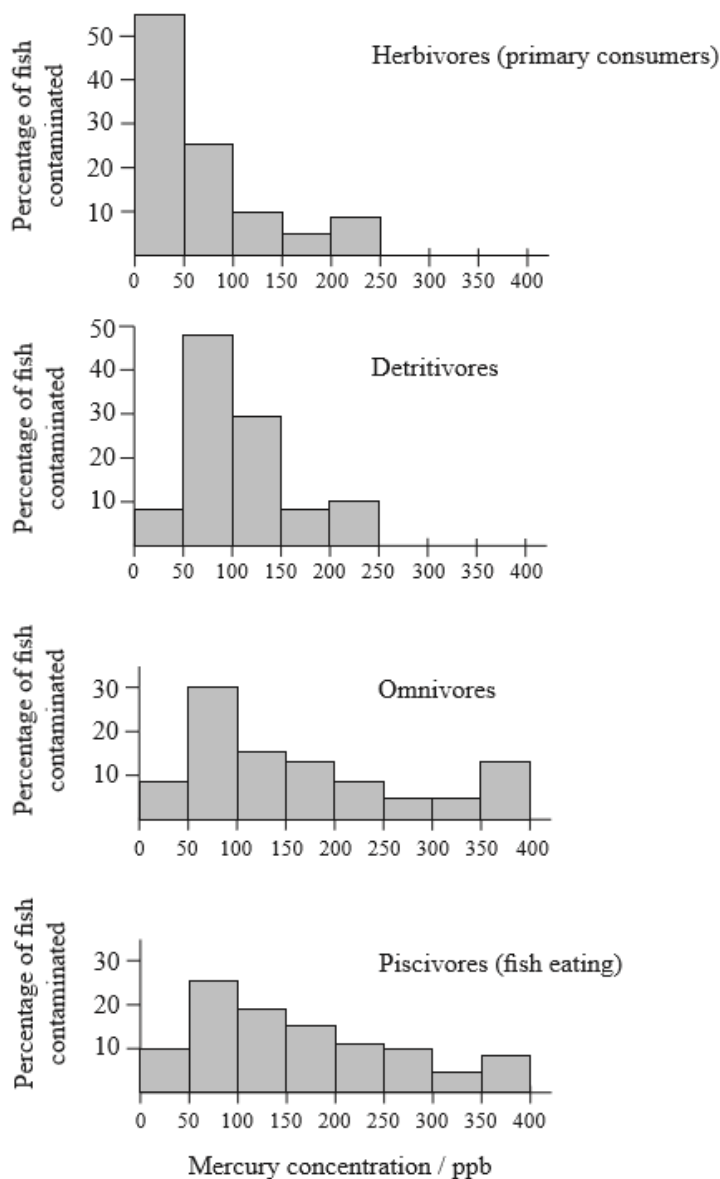 Percentage of fish
contaminated
50
40
30
20
10
Herbivores (primary consumers)
0 50 100 150 200 250 300 350 400
Percentage of fish
contaminated
50
40
30
20
10
Detritivores
0 50 100 150 200 250 300 350 400
Percentage of fish
contaminated
30
20
10
Omnivores
0 50 100 150 200 250 300 350 400
Percentage of fish
contaminated
30
20
10
Piscivores (fish eating)
0 50 100 150 200 250 300 350 400
Mercury concentration / ppb